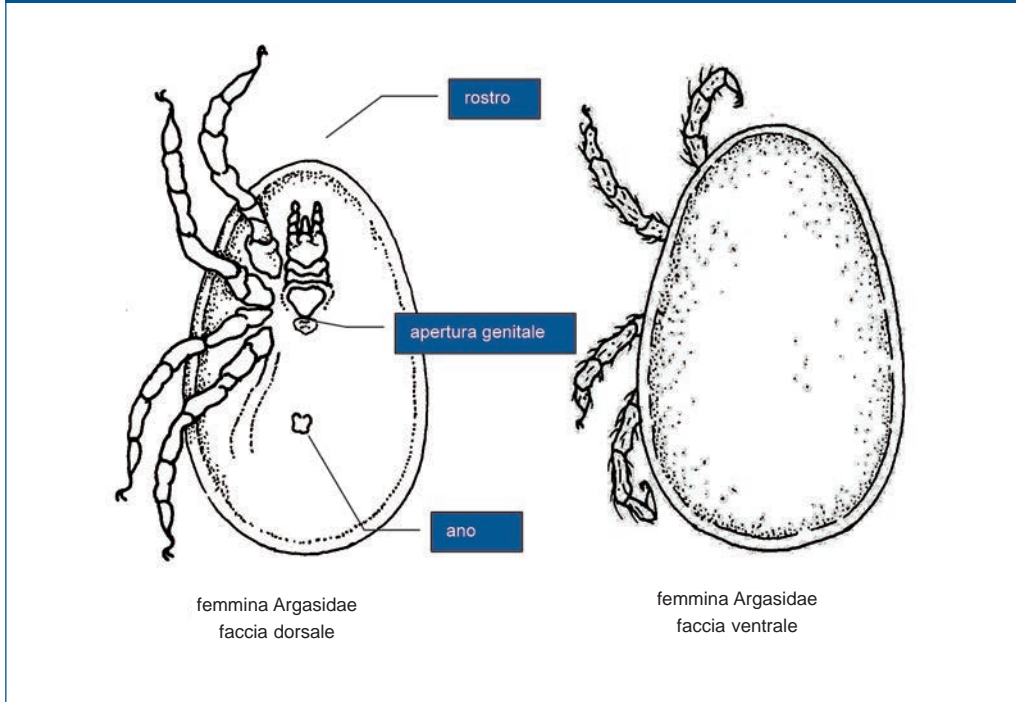 rostro
apertura genitale
ano
femmina Argasidae
faccia dorsale
femmina Argasidae
faccia ventrale